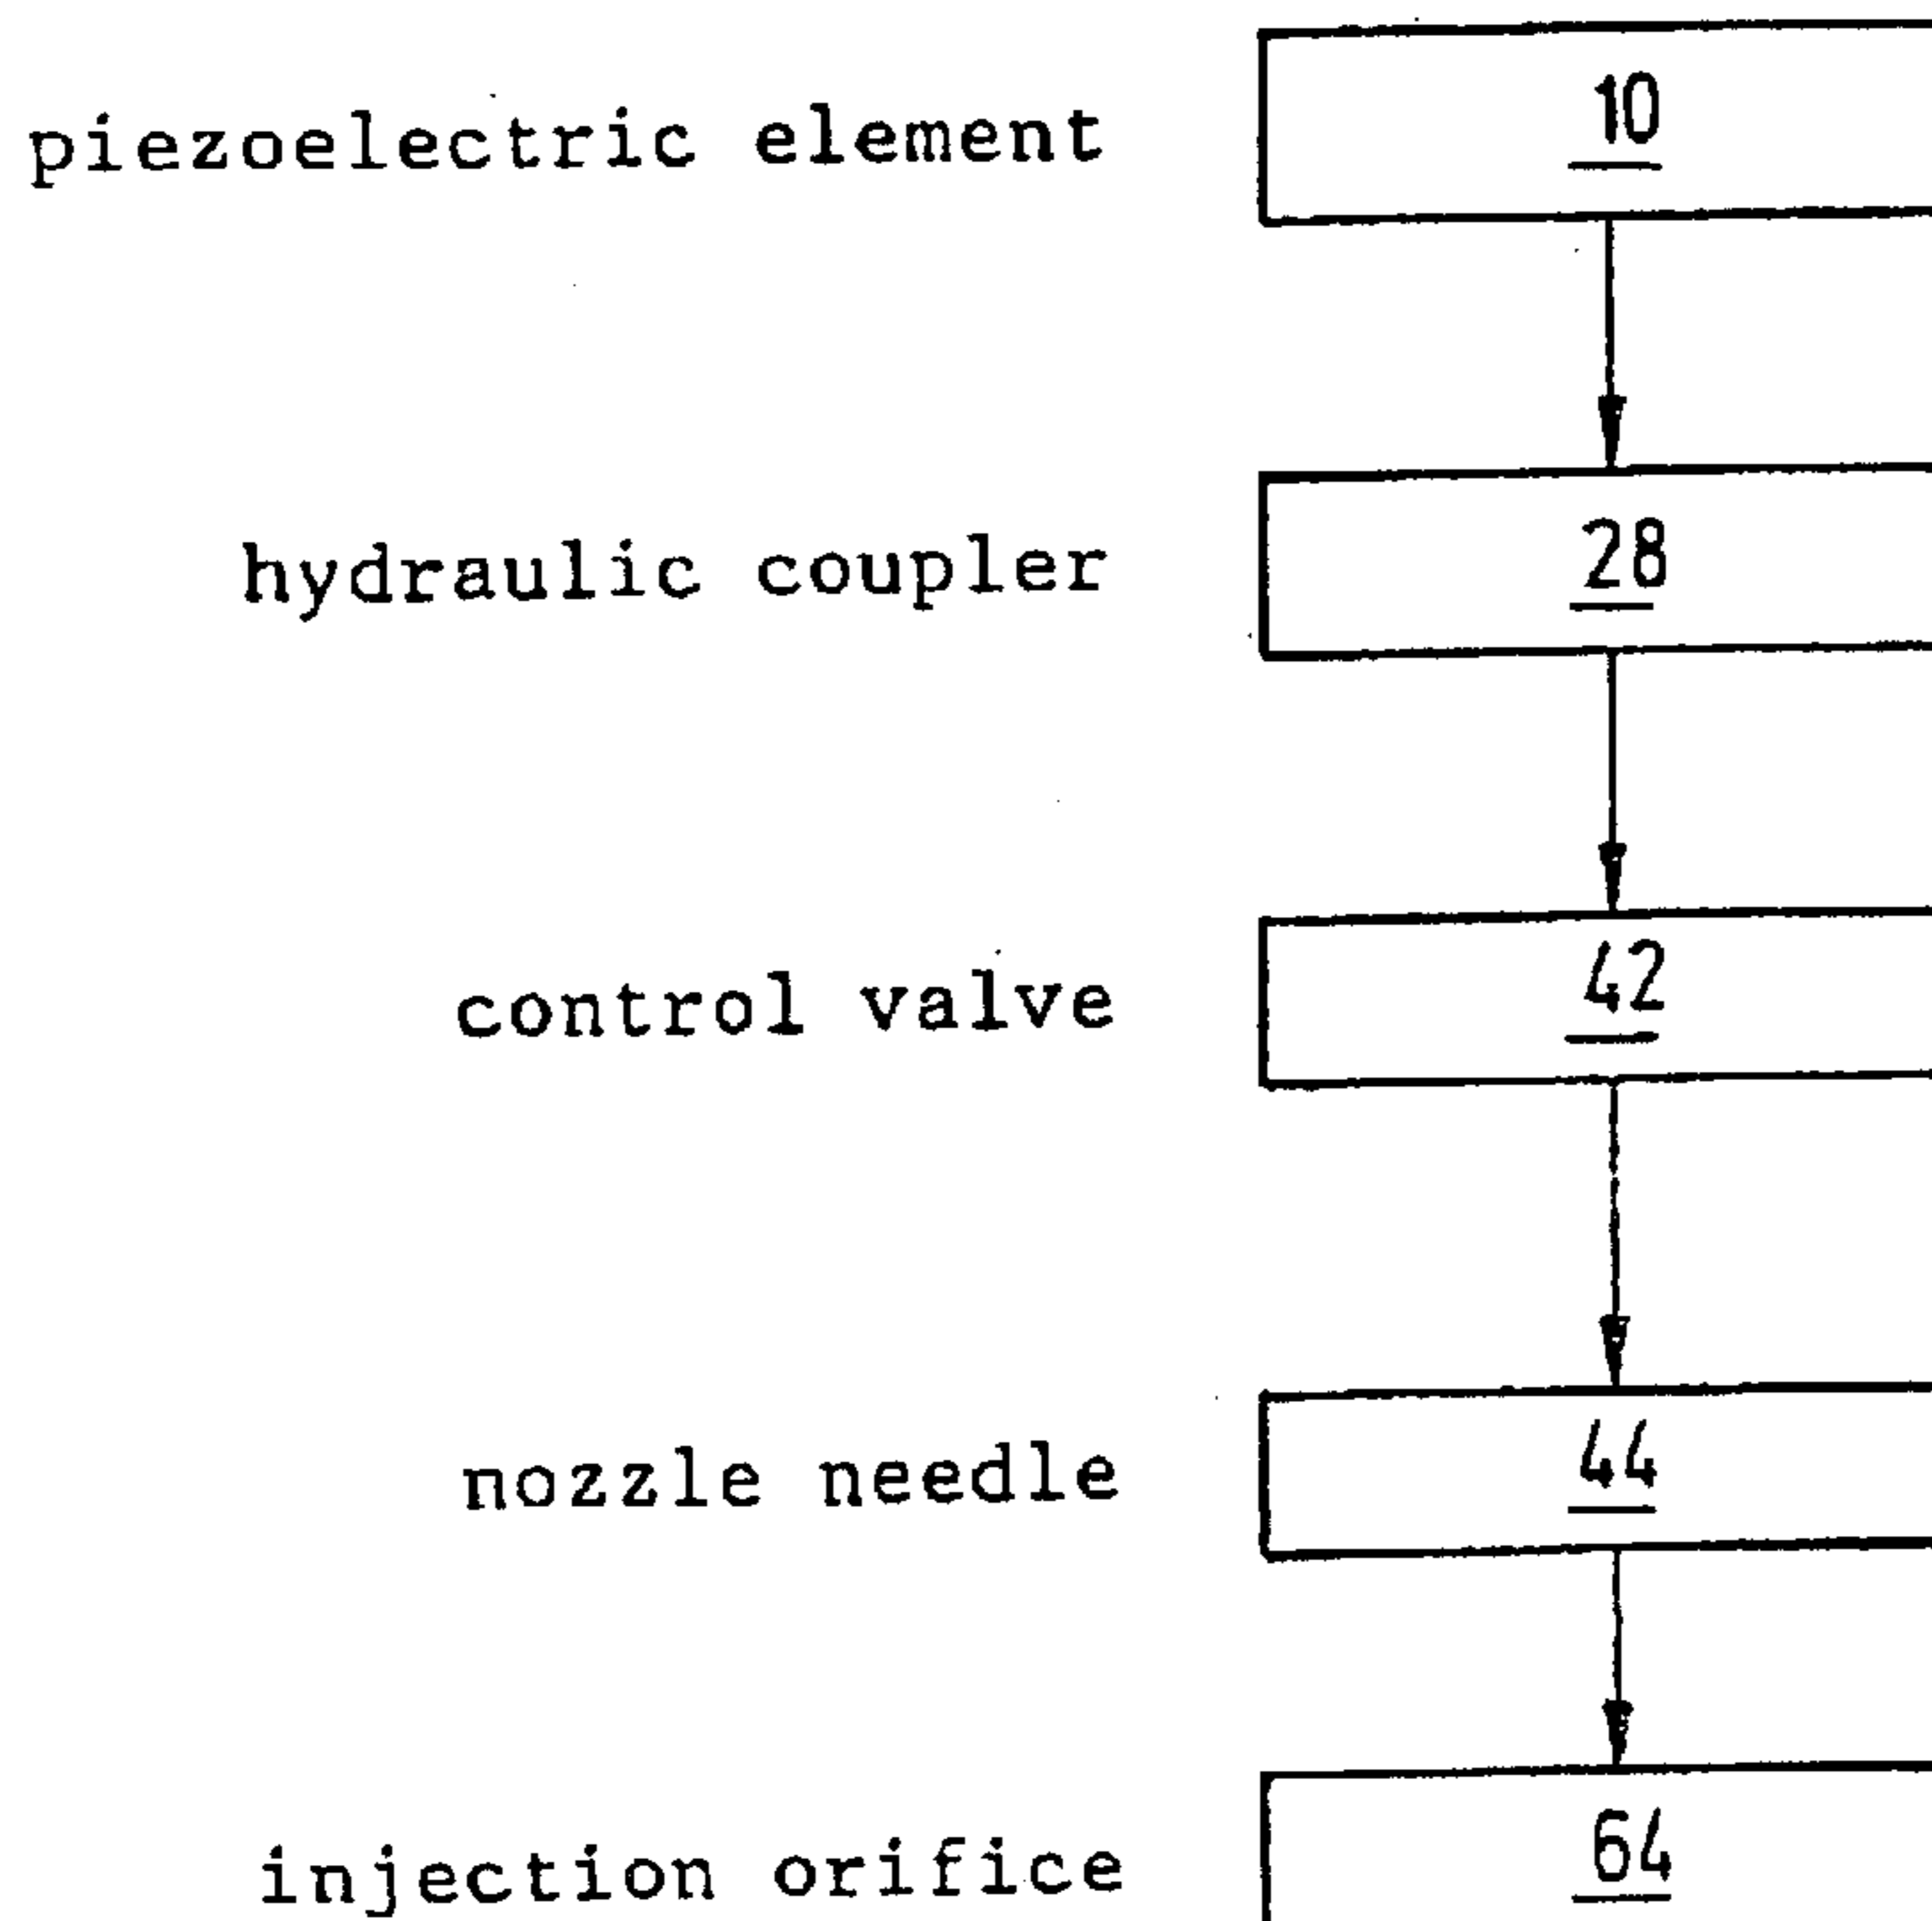 piezoelectric element 10
hydraulic coupler 28
control valve 42
nozzle needle 44
injection orifice 64